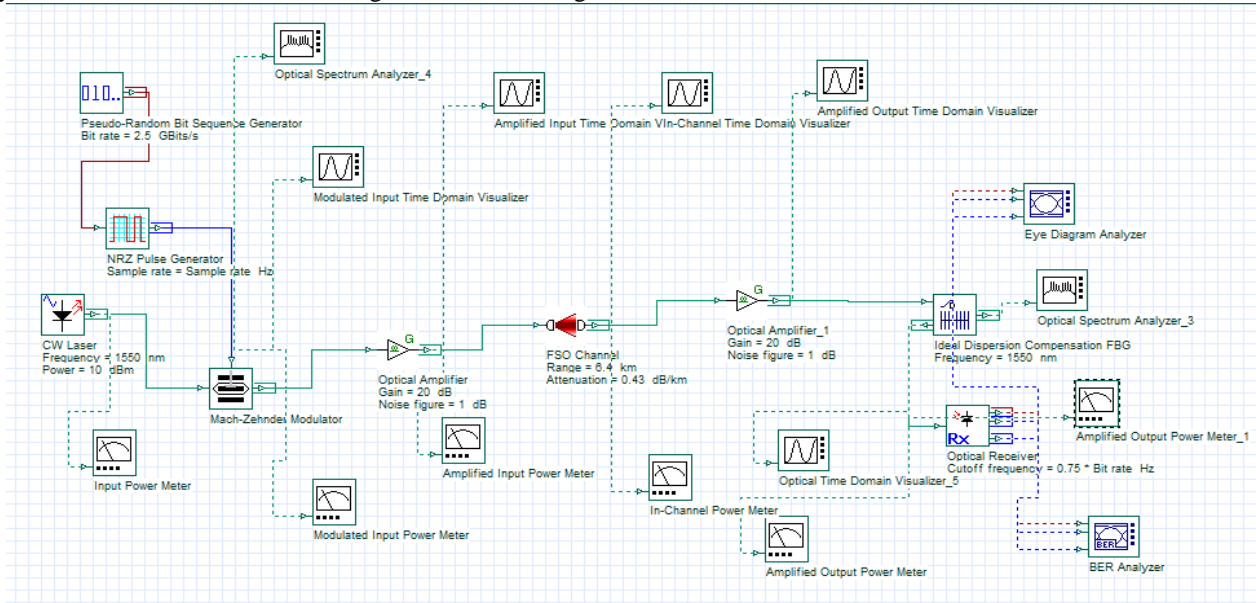 Optical Spectrum Analyzer_4
010..
Pseudo-Random Bit Sequence Generator
Bit rate = 2.5 GBits/s
Amplified Input Time Domain V
In-Channel Time Domain Visualizer
Amplified Output Time Domain Visualizer
Modulated Input Time Domain Visualizer
Eye Diagram Analyzer
NRZ Pulse Generator
Sample rate = Sample rate Hz
G
G
CW Laser
Frequency = 1550 nm
Power = 10 dBm
Optical Spectrum Analyzer_3
Optical Amplifier_1
Gain = 20 dB
Noise figure = 1 dB
Ideal Dispersion Compensation FBG
Frequency = 1550 nm
FSO Channel
Range = 6.4 km
Attenuation = 0.43 dB/km
Optical Amplifier
Gain = 20 dB
Noise figure = 1 dB
Mach-Zehnder Modulator
Amplified Output Power Meter_1
Rx
Optical Receiver
Cutoff frequency = 0.75 * Bit rate Hz
Input Power Meter
Amplified Input Power Meter
Optical Time Domain Visualizer_5
In-Channel Power Meter
Modulated Input Power Meter
Amplified Output Power Meter
BER
BER Analyzer